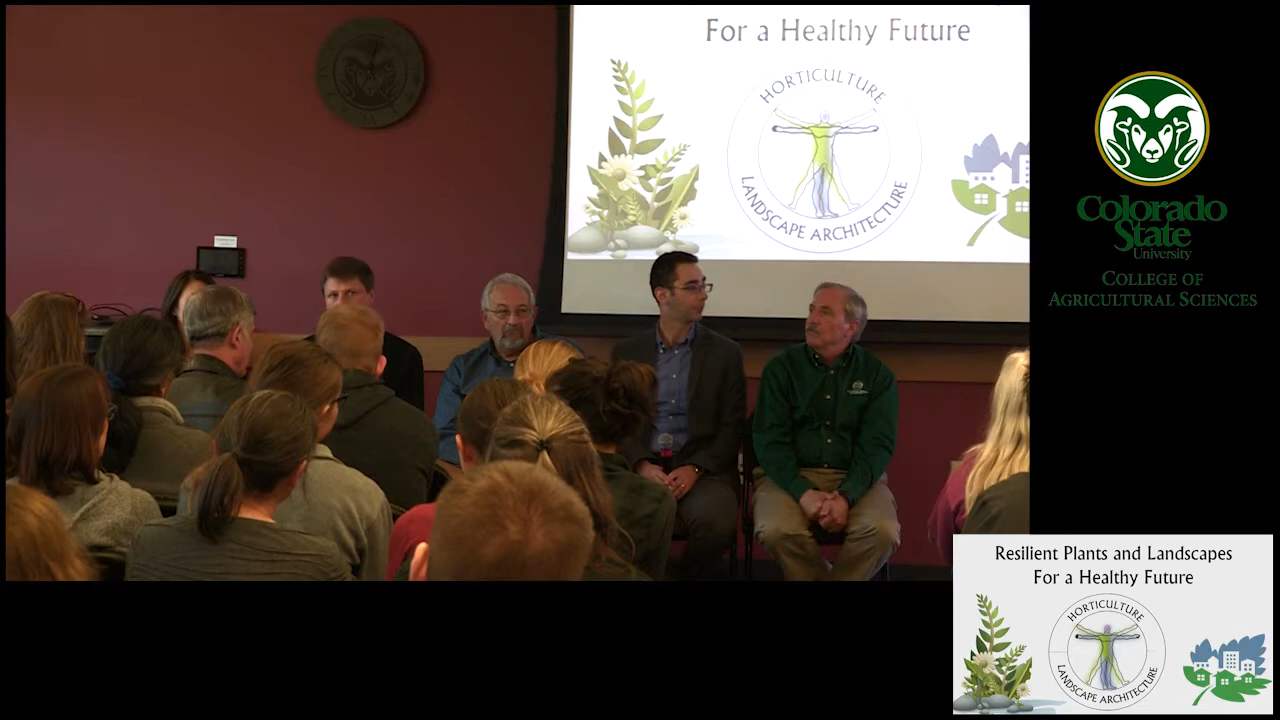 For a Healthy Future
HORTICULTURE
LANDSCAPE ARCHITECTURE
Colorado
State
University
COLLEGE OF
AGRICULTURAL SCIENCES
Resilient Plants and Landscapes
For a Healthy Future
HORTICULTURE
LANDSCAPE ARCHITECTURE